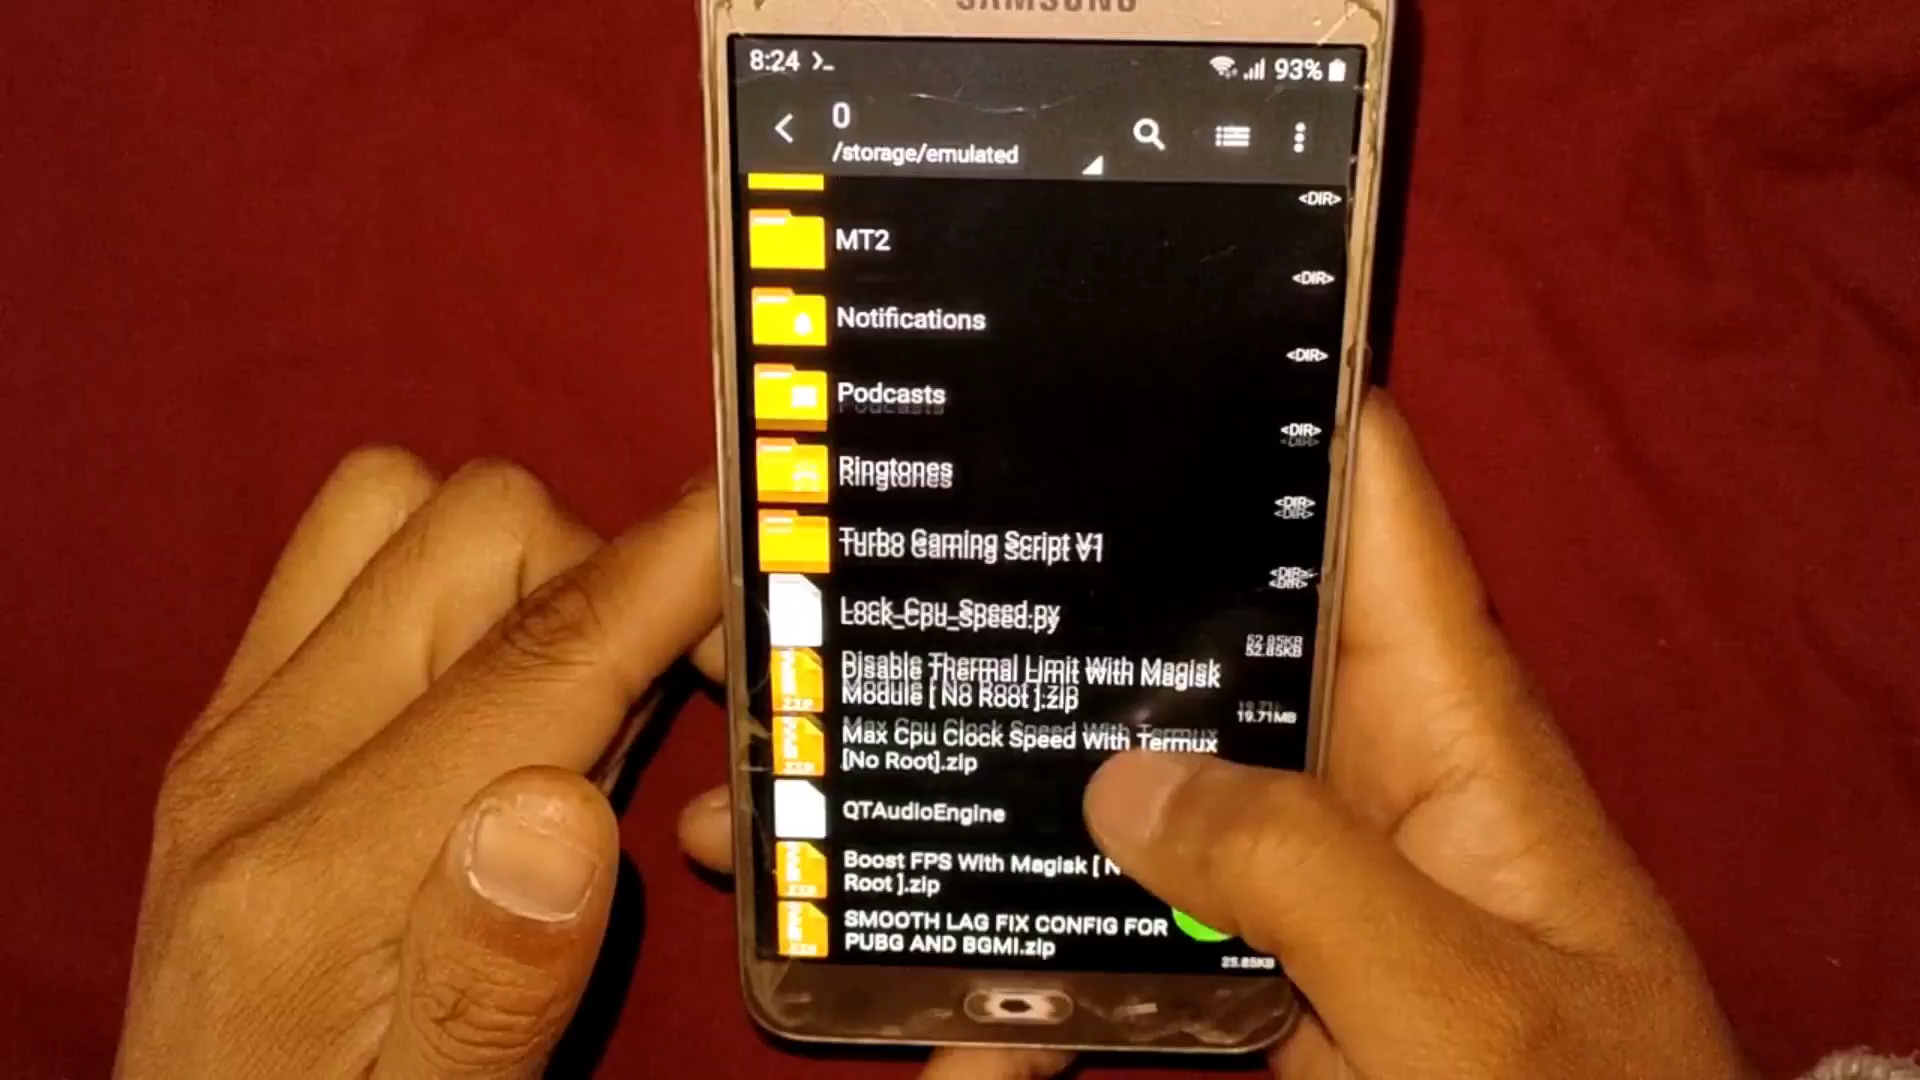 SAMSUNG
8:24
93%
0
/storage/emulated
<DIR>
MT2
<DIR>
Notifications
<DIR>
Podcasts
<DIR>
Ringtones
<DIR>
Turbo Gaming Script V1
<DIR>
Lock_Cpu_Speed.py
52.85KB
Disable Thermal Limit With Magisk
Module [ No Root ].zip
19.71MB
Max Cpu Clock Speed With Termux
[No Root].zip
QTAudioEngine
Boost FPS With Magisk [
Root ].zip
SMOOTH LAG FIX CONFIG FOR
PUBG AND BGMI.zip
25.85KB